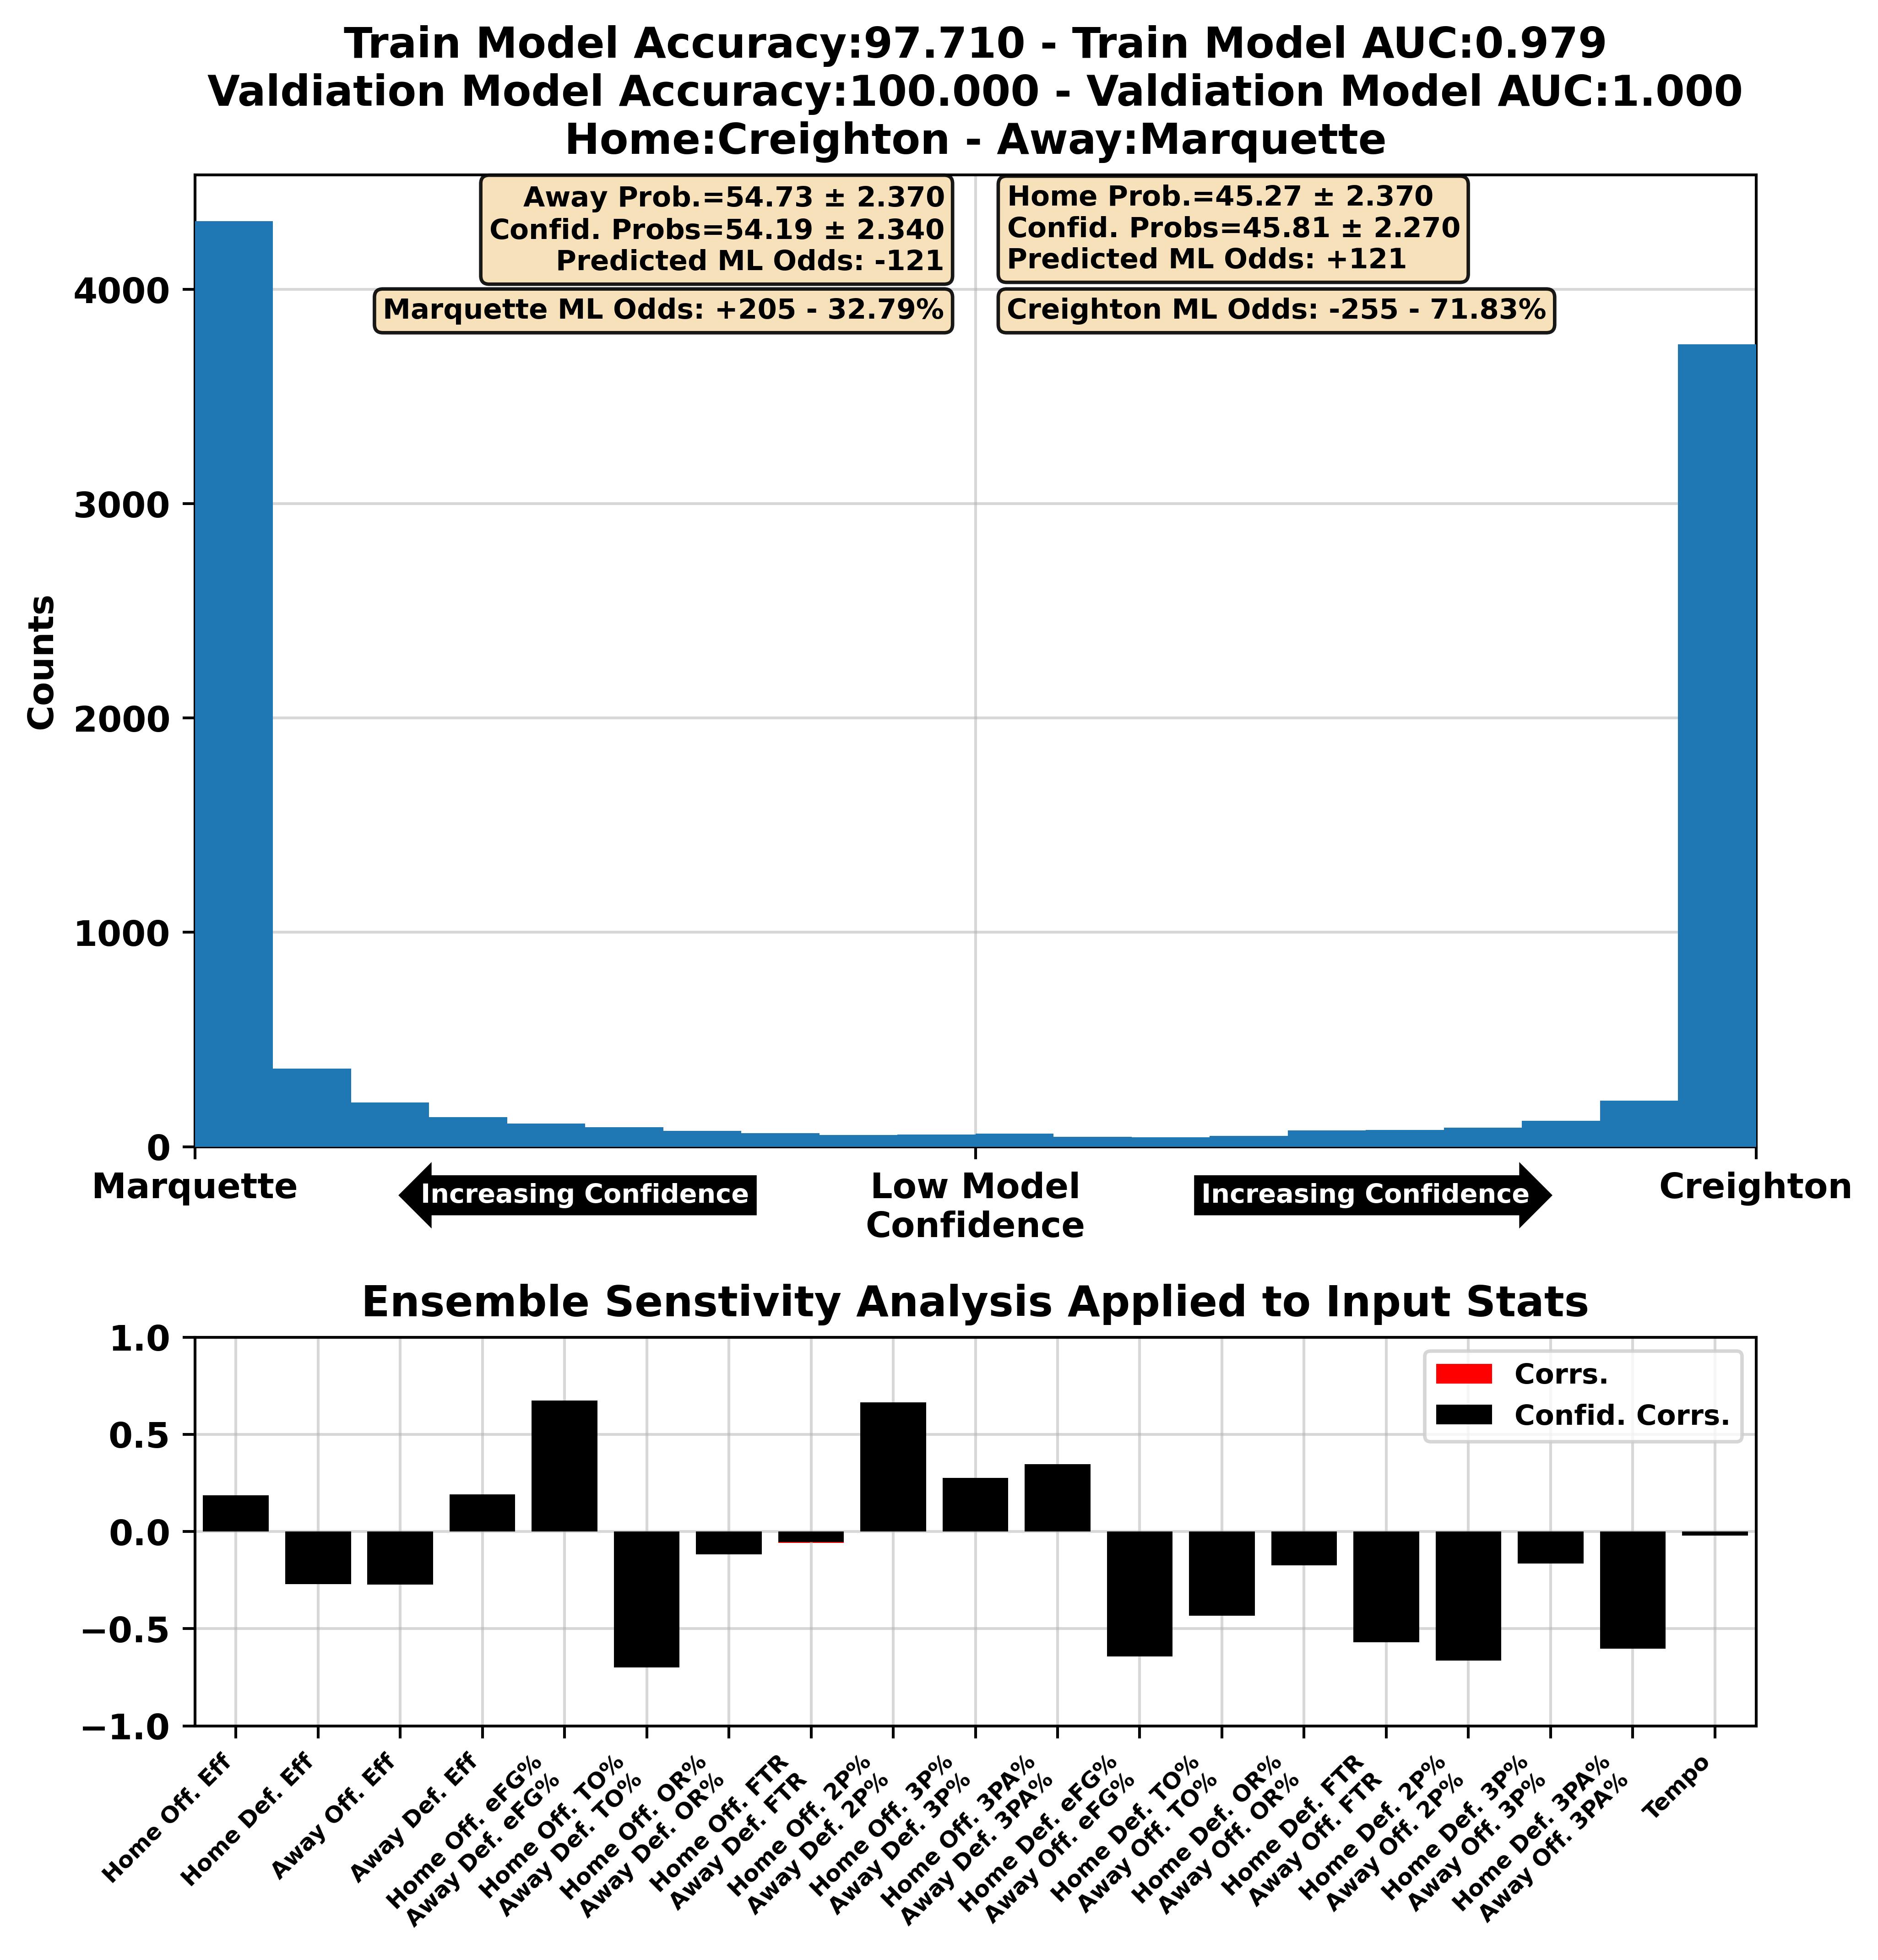 Train Model Accuracy:97.710 - Train Model AUC:0.979
Valdiation Model Accuracy:100.000 - Valdiation Model AUC:1.000
Home:Creighton - Away:Marquette
Away Prob.=54.73 ± 2.370
Confid. Probs=54.19 ± 2.340
Predicted ML Odds: -121
Home Prob.=45.27 ± 2.370
Confid. Probs=45.81 ± 2.270
Predicted ML Odds: +121
Marquette ML Odds: +205 - 32.79%
Creighton ML Odds: -255 - 71.83%
Counts
4000
3000
2000
1000
0
Marquette
Increasing Confidence
Low Model
Confidence
Increasing Confidence
Creighton
Ensemble Senstivity Analysis Applied to Input Stats
Corrs.
Confid. Corrs.
1.0
0.5
0.0
−0.5
−1.0
Home Off. Eff
Home Def. Eff
Away Off. Eff
Away Def. Eff
Home Off. eFG%
Away Def. eFG%
Home Off. TO%
Away Def. TO%
Home Off. OR%
Away Def. OR%
Home Off. FTR
Away Def. FTR
Home Off. 2P%
Away Def. 2P%
Home Off. 3P%
Away Def. 3P%
Home Off. 3PA%
Away Def. 3PA%
Home Def. eFG%
Away Off. eFG%
Home Def. TO%
Away Off. TO%
Home Def. OR%
Away Off. OR%
Home Def. FTR
Away Off. FTR
Home Def. 2P%
Away Off. 2P%
Home Def. 3P%
Away Off. 3P%
Home Def. 3PA%
Away Off. 3PA%
Tempo